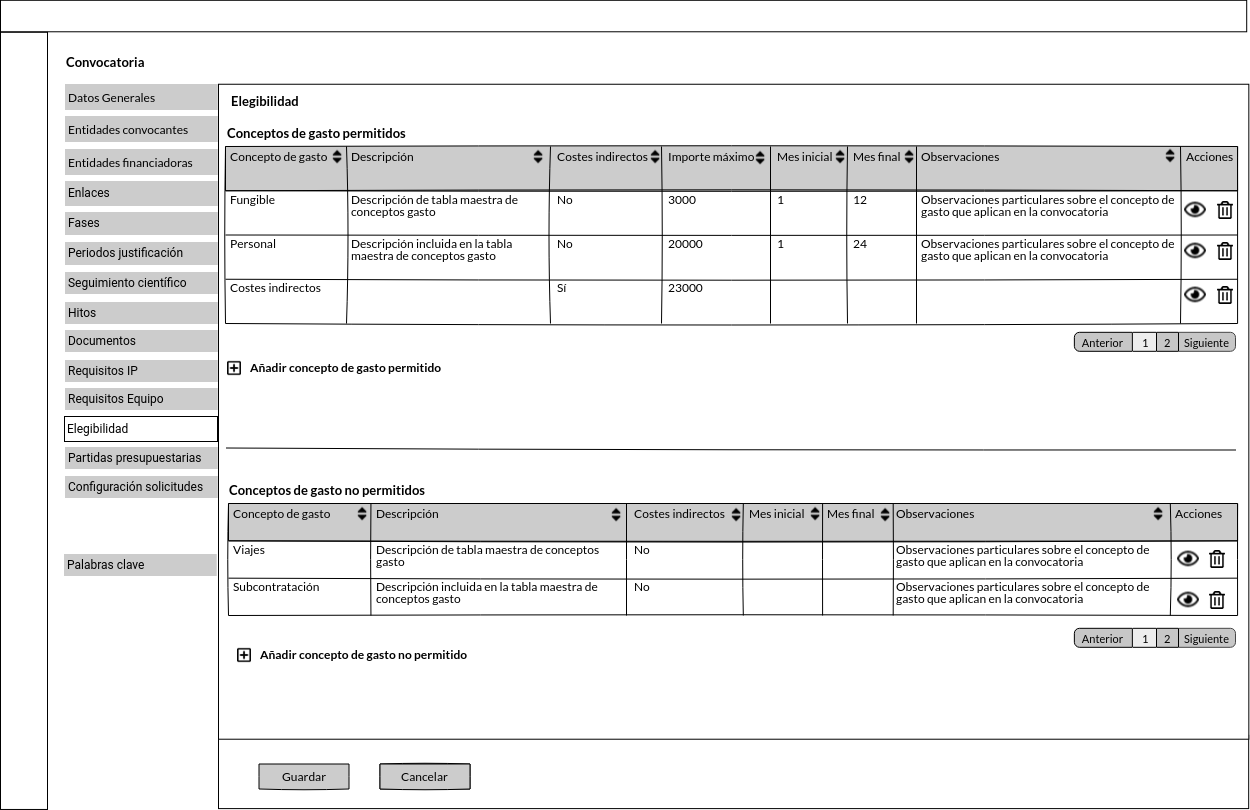 Convocatoria
Datos Generales
Entidades convocantes
Entidades financiadoras
Enlaces
Fases
Periodos justificación
Seguimiento científico
Hitos
Documentos
Requisitos IP
Requisitos Equipo
Elegibilidad
Partidas presupuestarias
Configuración solicitudes
Palabras clave
Elegibilidad
Conceptos de gasto permitidos
Concepto de gasto Descripción Costes indirectos Importe máximo Mes inicial Mes final Observaciones Acciones
Fungible Descripción de tabla maestra de No 3000 1 12 Observaciones particulares sobre el concepto de
conceptos gasto gasto que aplican en la convocatoria
Personal Descripción incluida en la tabla No 20000 1 24 Observaciones particulares sobre el concepto de
maestra de conceptos gasto gasto que aplican en la convocatoria
Costes indirectos Sí 23000
Anterior 1 2 Siguiente
Añadir concepto de gasto permitido
Conceptos de gasto no permitidos
Concepto de gasto Descripción Costes indirectos Mes inicial Mes final Observaciones Acciones
Viajes Descripción de tabla maestra de conceptos No Observaciones particulares sobre el concepto de
gasto gasto que aplican en la convocatoria
Subcontratación Descripción incluida en la tabla maestra de No Observaciones particulares sobre el concepto de
conceptos gasto gasto que aplican en la convocatoria
Anterior 1 2 Siguiente
Añadir concepto de gasto no permitido
Guardar Cancelar